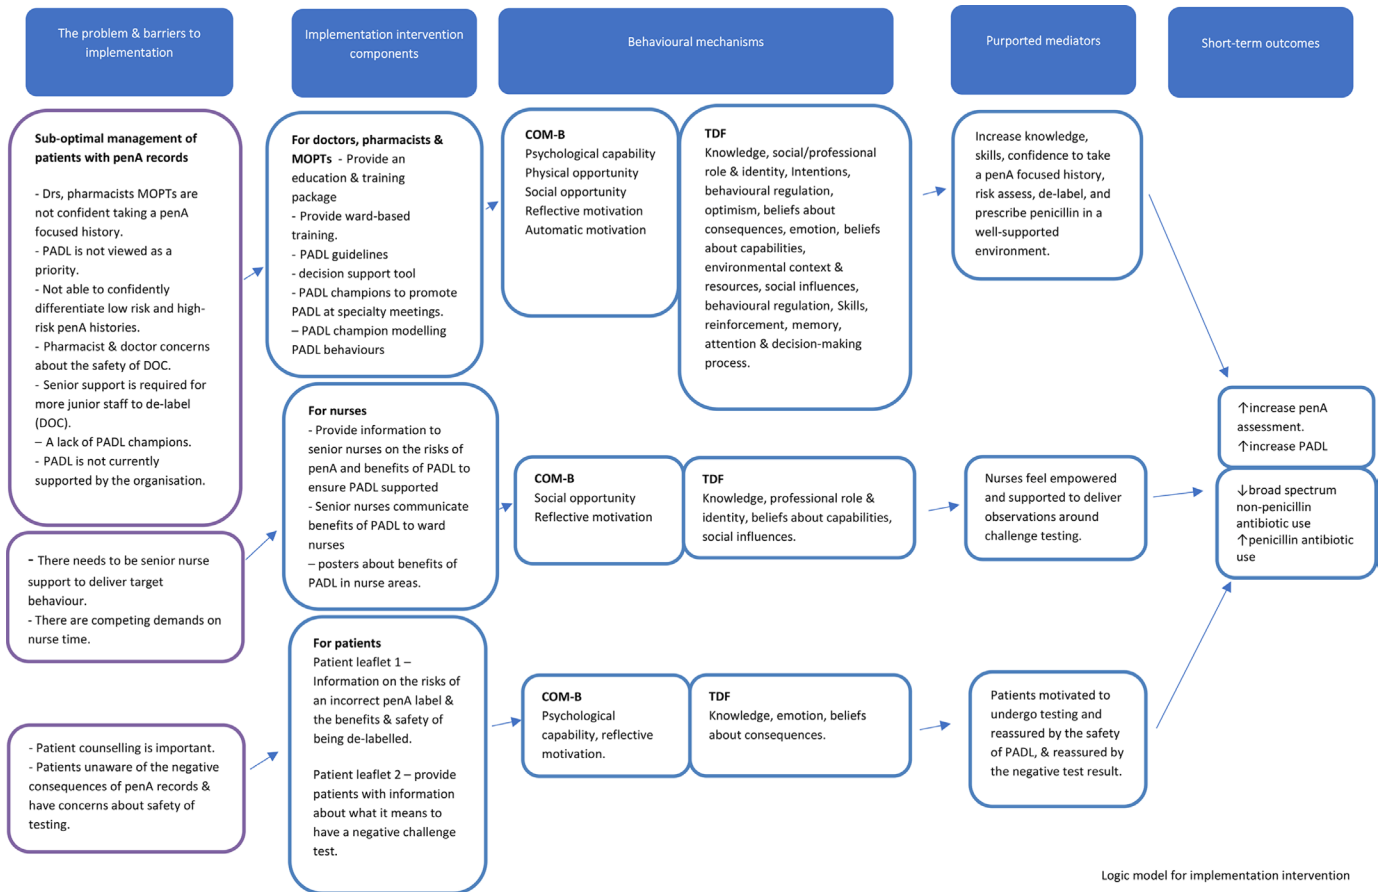 The problem & barriers to
implementation
Implementation intervention
components
Behavioural mechanisms
Purported mediators
Short-term outcomes
Sub-optimal management of
patients with penA records
- Drs, pharmacists MOPTs are
not confident taking a penA
focused history.
- PADL is not viewed as a
priority.
- Not able to confidently
differentiate low risk and high-
risk penA histories.
- Pharmacist & doctor concerns
about the safety of DOC.
- Senior support is required for
more junior staff to de-label
(DOC).
– A lack of PADL champions.
- PADL is not currently
supported by the organisation.
For doctors, pharmacists &
MOPTs - Provide an
education & training
package
- Provide ward-based
training.
- PADL guidelines
- decision support tool
- PADL champions to promote
PADL at specialty meetings.
– PADL champion modelling
PADL behaviours
COM-B
Psychological capability
Physical opportunity
Social opportunity
Reflective motivation
Automatic motivation
TDF
Knowledge, social/professional
role & identity, Intentions,
behavioural regulation,
optimism, beliefs about
consequences, emotion, beliefs
about capabilities,
environmental context &
resources, social influences,
behavioural regulation, Skills,
reinforcement, memory,
attention & decision-making
process.
Increase knowledge,
skills, confidence to take
a penA focused history,
risk assess, de-label, and
prescribe penicillin in a
well-supported
environment.
- There needs to be senior nurse
support to deliver target
behaviour.
- There are competing demands on
nurse time.
For nurses
- Provide information to
senior nurses on the risks of
penA and benefits of PADL to
ensure PADL supported
- Senior nurses communicate
benefits of PADL to ward
nurses
– posters about benefits of
PADL in nurse areas.
COM-B
Social opportunity
Reflective motivation
TDF
Knowledge, professional role &
identity, beliefs about capabilities,
social influences.
Nurses feel empowered
and supported to deliver
observations around
challenge testing.
↑increase penA
assessment.
↑increase PADL
↓broad spectrum
non-penicillin
antibiotic use
↑penicillin antibiotic
use
- Patient counselling is important.
- Patients unaware of the negative
consequences of penA records &
have concerns about safety of
testing.
For patients
Patient leaflet 1 –
Information on the risks of
an incorrect penA label &
the benefits & safety of
being de-labelled.
Patient leaflet 2 – provide
patients with information
about what it means to
have a negative challenge
test.
COM-B
Psychological
capability, reflective
motivation.
TDF
Knowledge, emotion, beliefs
about consequences.
Patients motivated to
undergo testing and
reassured by the safety
of PADL, & reassured by
the negative test result.
Logic model for implementation intervention